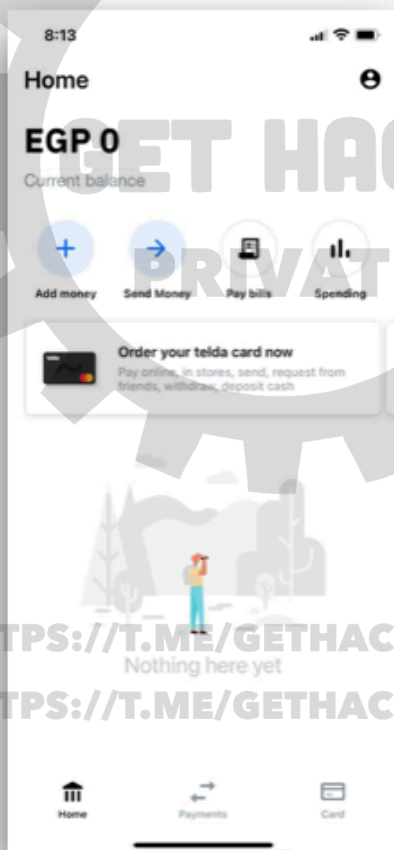 8:13
Home
EGP 0
GET HAC
Current balance
PRIVAT
Add money
Send Money
Pay bills
Spending
Order your telda card now
Pay online, in stores, send, request from
friends, withdraw, deposit cash
TPS://T.ME/GETHAC
Nothing here yet
TPS://T.ME/GETHAC
Home
Payments
Card